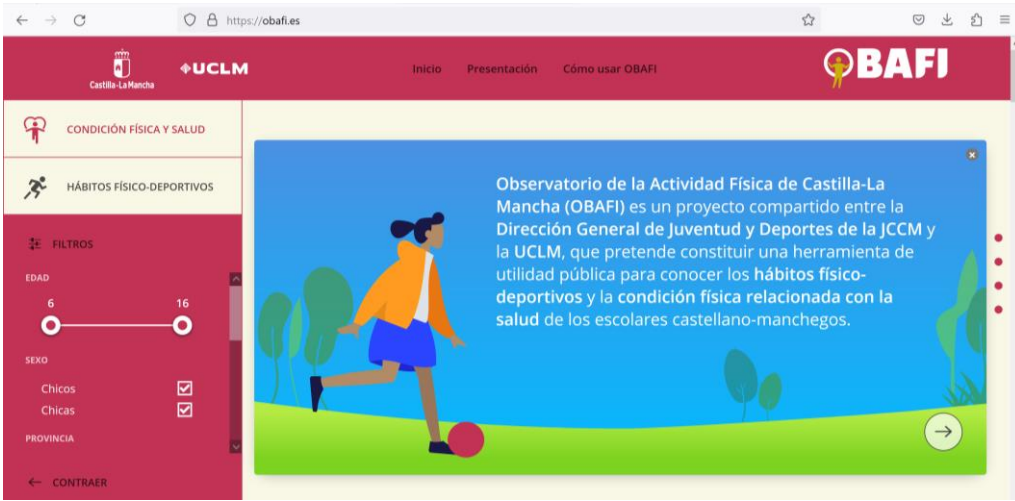 https://obafi.es
Castilla-La Mancha
UCLM
Inicio Presentación Cómo usar OBAFI
OBAFI
CONDICIÓN FÍSICA Y SALUD
HÁBITOS FÍSICO-DEPORTIVOS
FILTROS
EDAD
6 16
SEXO
Chicos
Chicas
PROVINCIA
CONTRAER
Observatorio de la Actividad Física de Castilla-La
Mancha (OBAFI) es un proyecto compartido entre la
Dirección General de Juventud y Deportes de la JCCM y
la UCLM, que pretende constituir una herramienta de
utilidad pública para conocer los hábitos físico-
deportivos y la condición física relacionada con la
salud de los escolares castellano-manchegos.